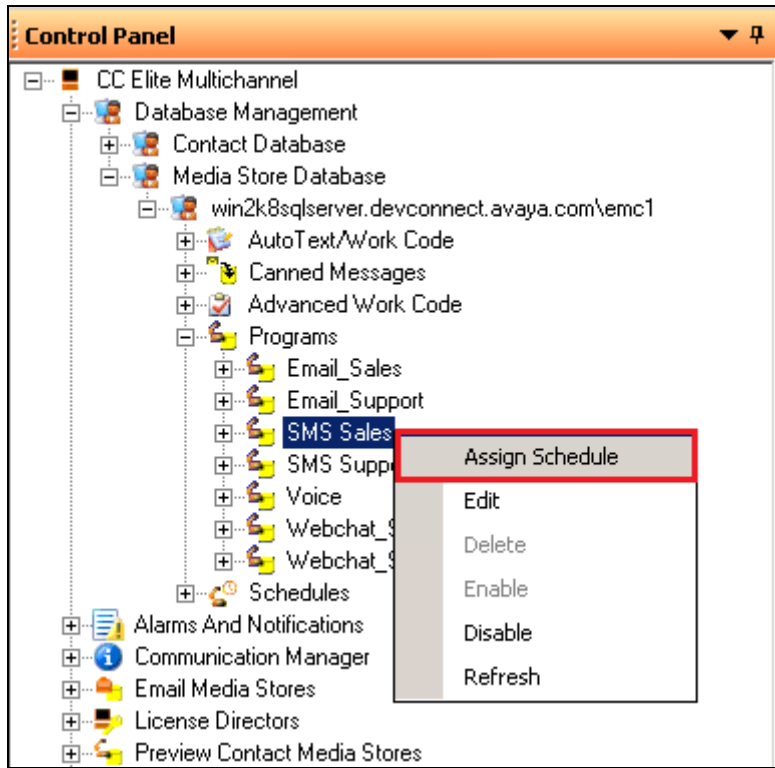 Control Panel
CC Elite Multichannel
Database Management
Contact Database
Media Store Database
win2k8sqlserver.devconnect.avaya.com\emc1
AutoText/Work Code
Canned Messages
Advanced Work Code
Programs
Email_Sales
Email_Support
SMS Sales
SMS Supp
Voice
Webchat_S
Webchat_S
Schedules
Alarms And Notifications
Communication Manager
Email Media Stores
License Directors
Preview Contact Media Stores
Assign Schedule
Edit
Delete
Enable
Disable
Refresh